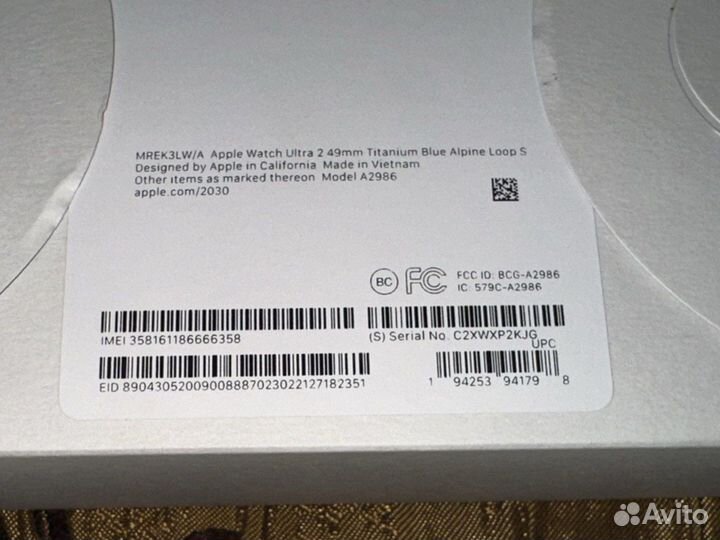 MREK3LW/A Apple Watch Ultra 2 49mm Titanium Blue Alpine Loop S
Designed by Apple in California Made in Vietnam
Other items as marked thereon Model A2986
apple.com/2030
BC FC FCC ID: BCG-A2986
IC: 579C-A2986
IMEI 358161186666358
(S) Serial No. C2XWXP2KJG
UPC
EID 89043052009008887023022127182351
1 94253 94179 8
Avito